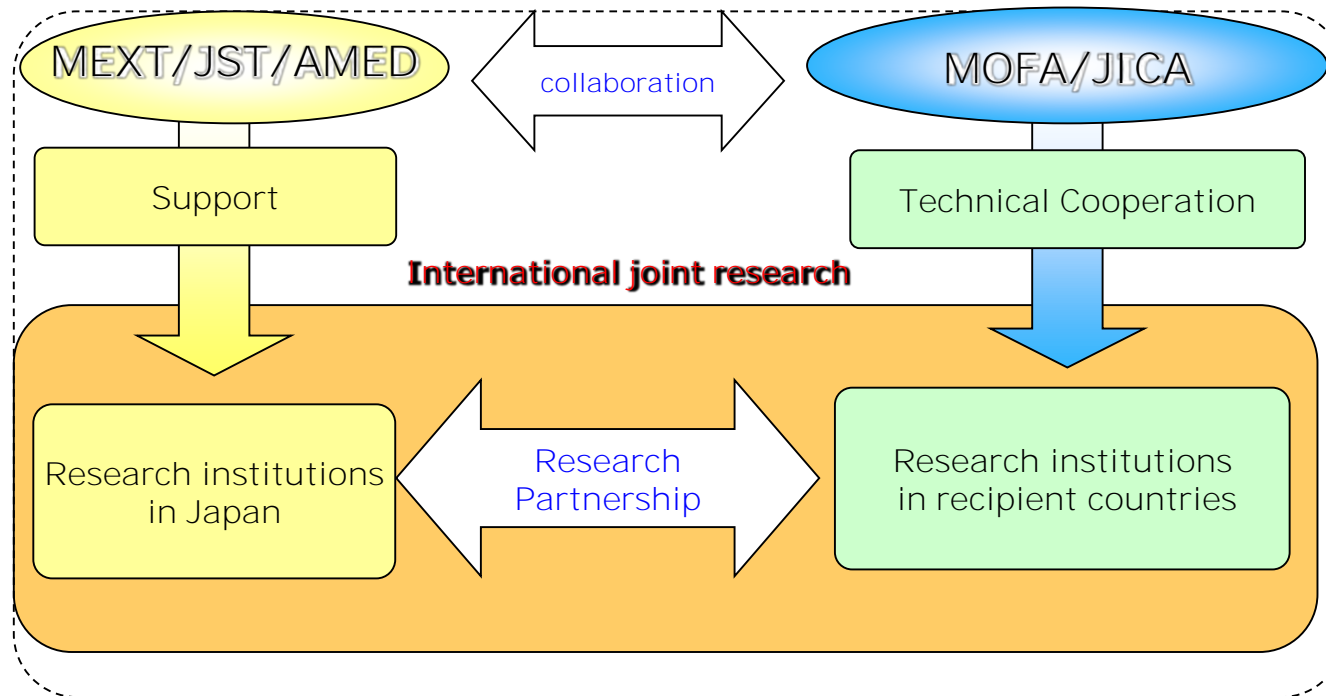 MEXT/JST/AMED
collaboration
MOFA/JICA
Support
Technical Cooperation
International joint research
Research institutions
in Japan
Research
Partnership
Research institutions
in recipient countries